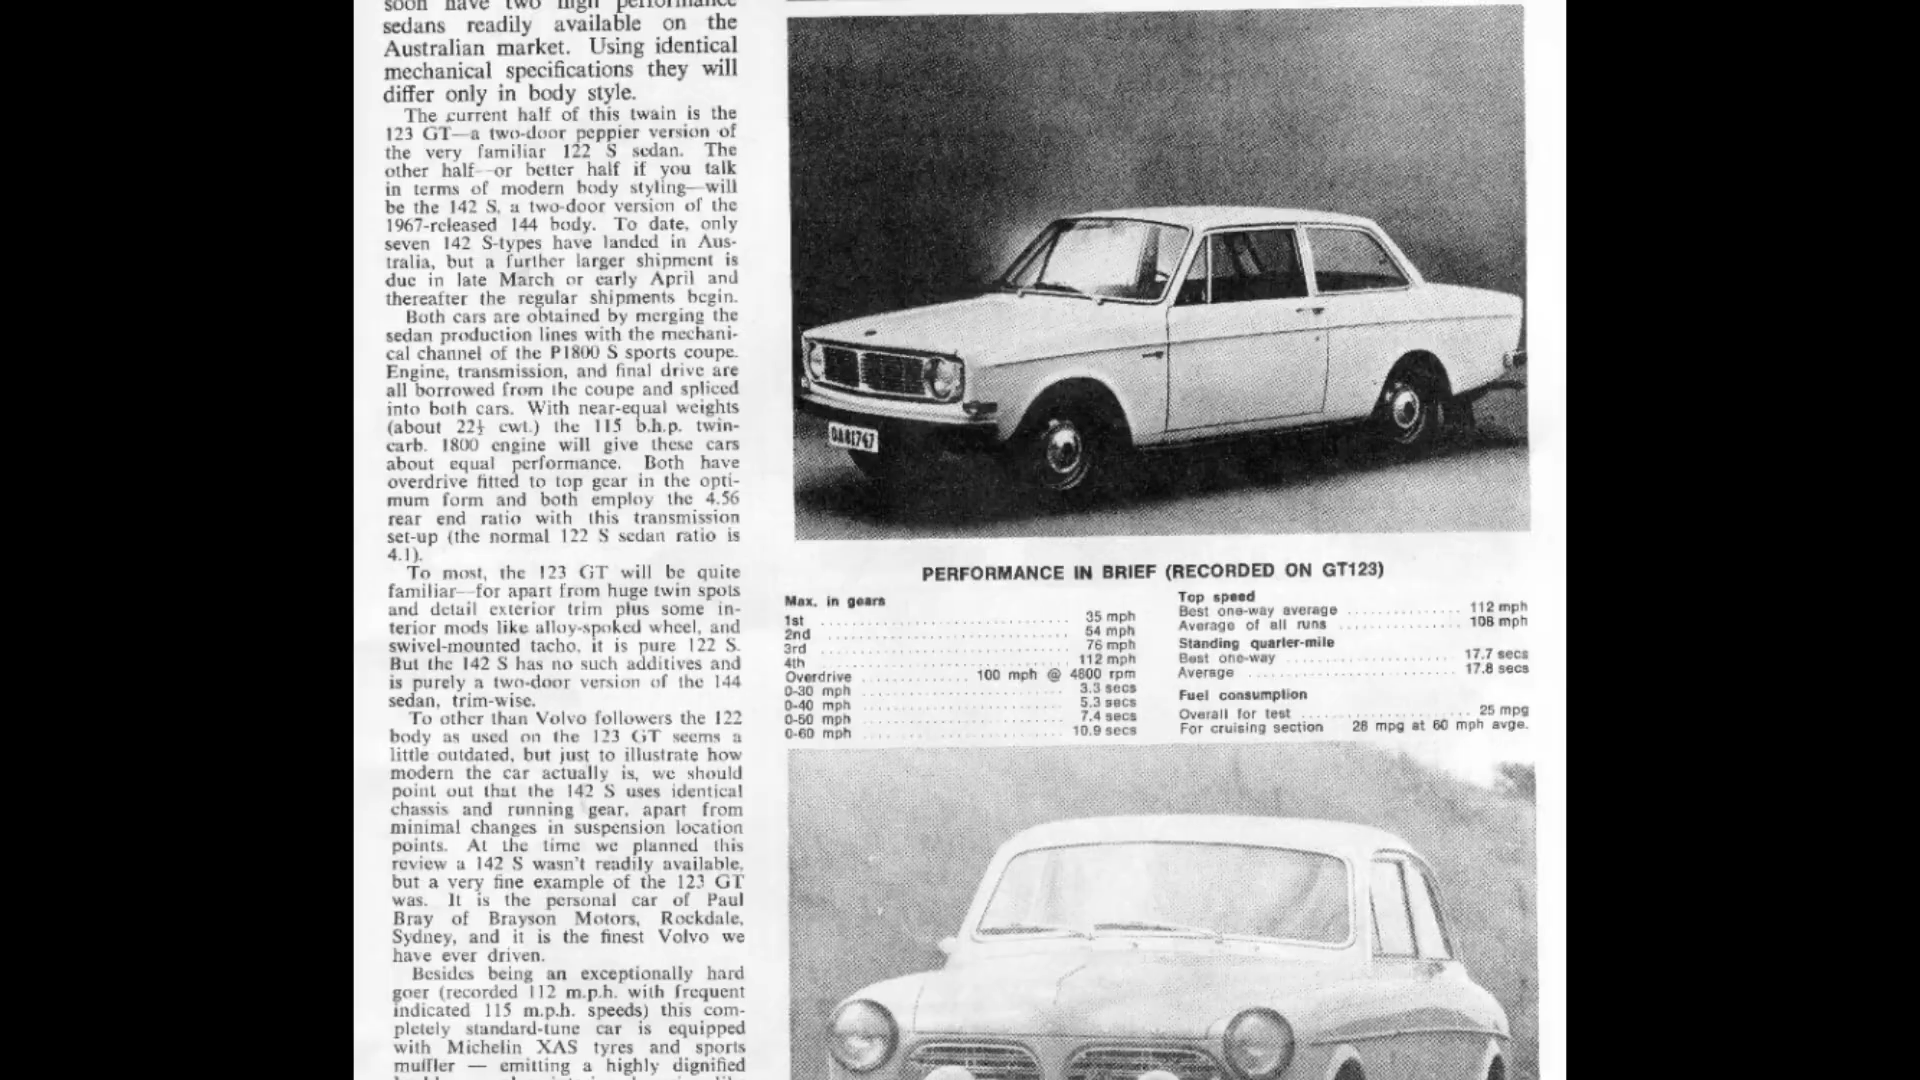 soon have two high performance
sedans readily available on the
Australian market. Using identical
mechanical specifications they will
differ only in body style.
The current half of this twain is the
123 GT—a two-door peppier version of
the very familiar 122 S sedan. The
other half—or better half if you talk
in terms of modern body styling—will
be the 142 S, a two-door version of the
1967-released 144 body. To date, only
seven 142 S-types have landed in Aus-
tralia, but a further larger shipment is
due in late March or early April and
thereafter the regular shipments begin.
Both cars are obtained by merging the
sedan production lines with the mechani-
cal channel of the P1800 S sports coupe.
Engine, transmission, and final drive are
all borrowed from the coupe and spliced
into both cars. With near-equal weights
(about 22½ cwt.) the 115 b.h.p. twin-
carb. 1800 engine will give these cars
about equal performance. Both have
overdrive fitted to top gear in the opti-
mum form and both employ the 4.56
rear end ratio with this transmission
set-up (the normal 122 S sedan ratio is
4.1).
To most, the 123 GT will be quite
familiar—for apart from huge twin spots
and detail exterior trim plus some in-
terior mods like alloy-spoked wheel, and
swivel-mounted tacho, it is pure 122 S.
But the 142 S has no such additives and
is purely a two-door version of the 144
sedan, trim-wise.
To other than Volvo followers the 122
body as used on the 123 GT seems a
little outdated, but just to illustrate how
modern the car actually is, we should
point out that the 142 S uses identical
chassis and running gear, apart from
minimal changes in suspension location
points. At the time we planned this
review a 142 S wasn't readily available,
but a very fine example of the 123 GT
was. It is the personal car of Paul
Bray of Brayson Motors, Rockdale,
Sydney, and it is the finest Volvo we
have ever driven.
Besides being an exceptionally hard
goer (recorded 112 m.p.h. with frequent
indicated 115 m.p.h. speeds) this com-
pletely standard-tune car is equipped
with Michelin XAS tyres and sports
muffler — emitting a highly dignified
OA81747
PERFORMANCE IN BRIEF (RECORDED ON GT123)
Max. in gears
1st 35 mph
2nd 54 mph
3rd 76 mph
4th 112 mph
Overdrive 100 mph @ 4800 rpm
0-30 mph 3.3 secs
0-40 mph 5.3 secs
0-50 mph 7.4 secs
0-60 mph 10.9 secs
Top speed
Best one-way average 112 mph
Average of all runs 108 mph
Standing quarter-mile
Best one-way 17.7 secs
Average 17.8 secs
Fuel consumption
Overall for test 25 mpg
For cruising section 28 mpg at 60 mph avge.